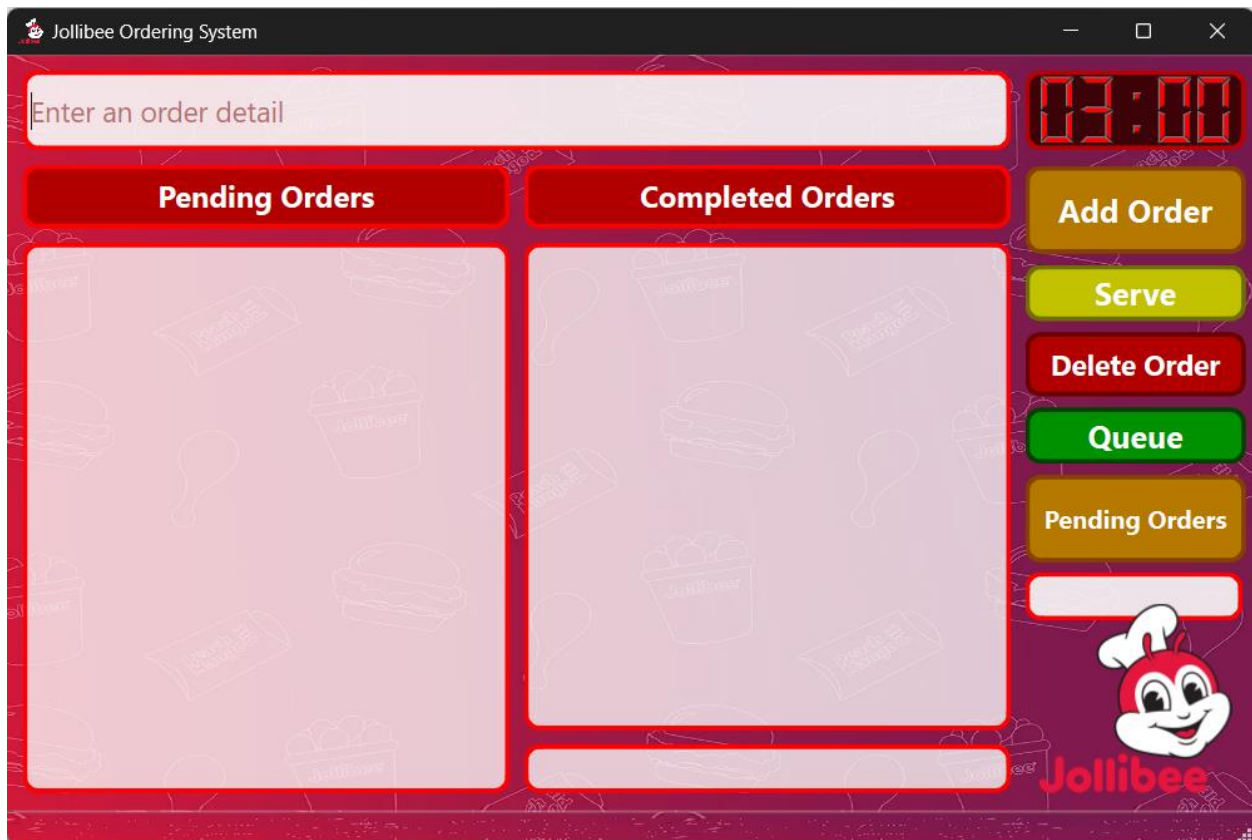 Jollibee Ordering System
Enter an order detail
03:00
Pending Orders
Completed Orders
Add Order
Serve
Delete Order
Queue
Pending Orders
Jollibee